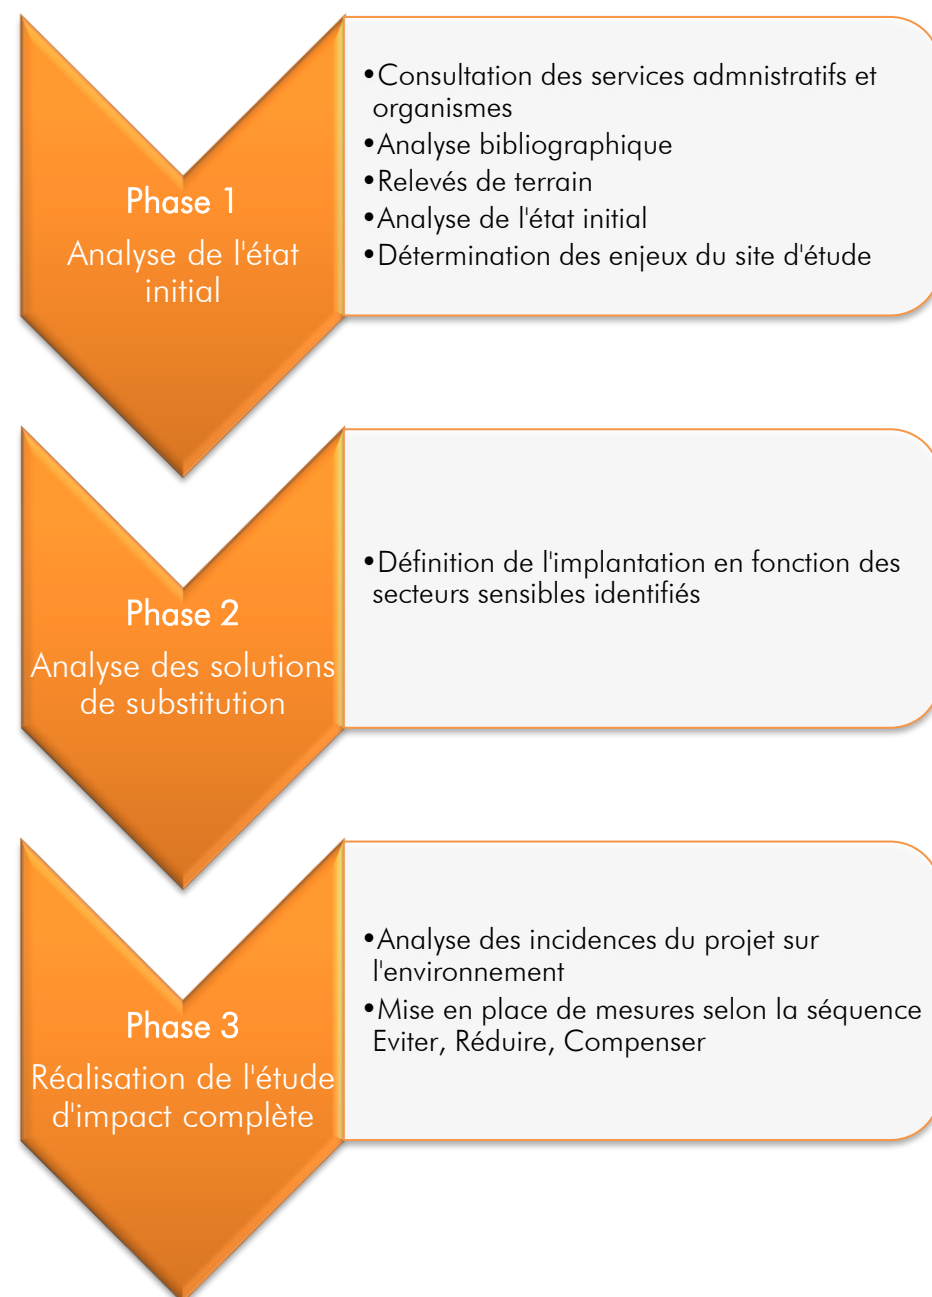 Phase 1
Analyse de l'état
initial
•Consultation des services admnistratifs et
organismes
•Analyse bibliographique
•Relevés de terrain
•Analyse de l'état initial
•Détermination des enjeux du site d'étude
Phase 2
Analyse des solutions
de substitution
•Définition de l'implantation en fonction des
secteurs sensibles identifiés
Phase 3
Réalisation de l'étude
d'impact complète
•Analyse des incidences du projet sur
l'environnement
•Mise en place de mesures selon la séquence
Eviter, Réduire, Compenser